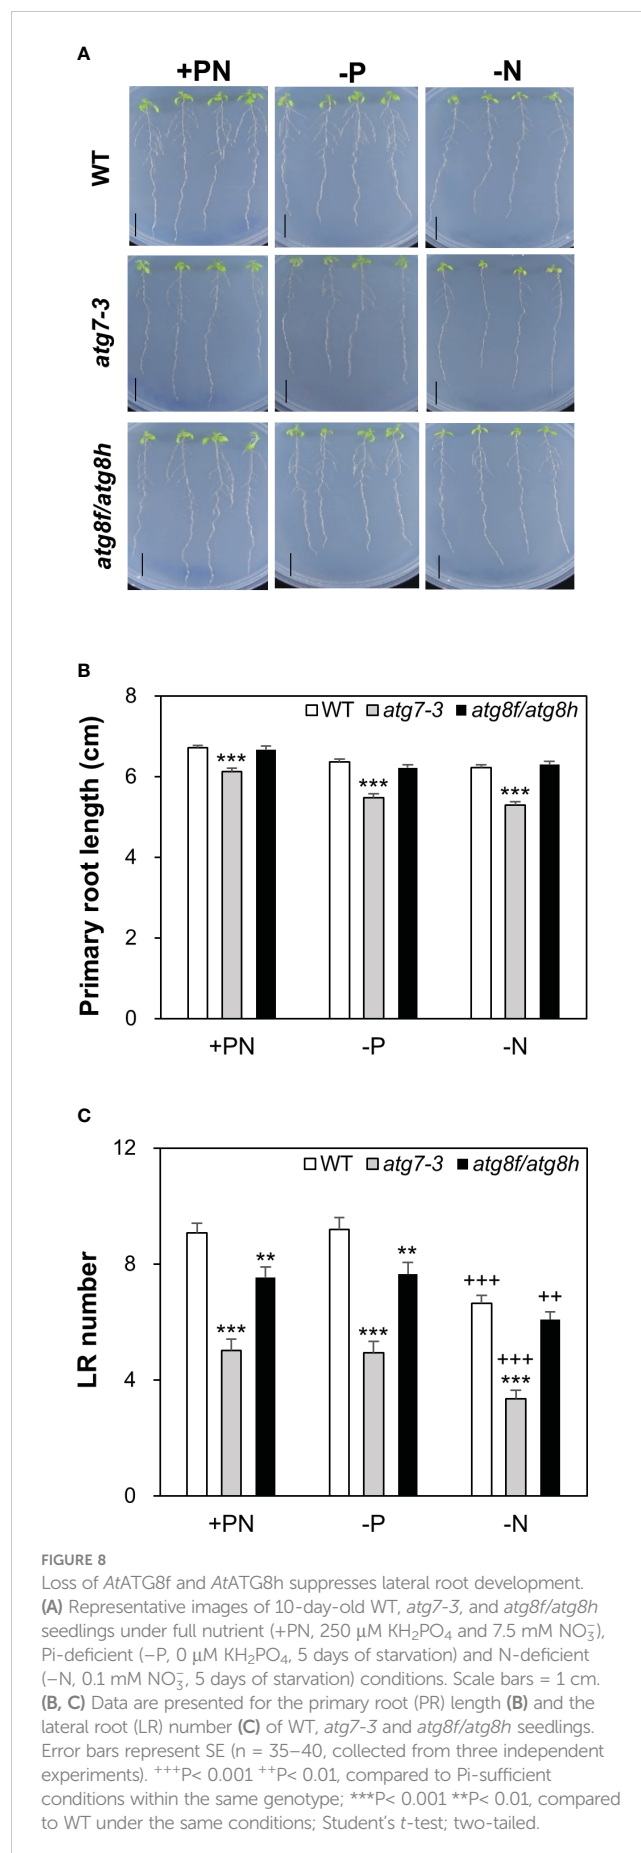 A
+PN
-P
-N
WT
atg7-3
atg8f/atg8h
B
Primary root length (cm)
8
6
4
2
0
WT atg7-3 atg8f/atg8h
***
***
***
+PN -P -N
C
LR number
12
8
4
0
WT atg7-3 atg8f/atg8h
***
**
***
**
+++
+++
***
++
+PN -P -N
FIGURE 8
Loss of AtATG8f and AtATG8h suppresses lateral root development.
(A) Representative images of 10-day-old WT, atg7-3, and atg8f/atg8h
seedlings under full nutrient (+PN, 250 μM KH₂PO₄ and 7.5 mM NO₃⁻),
Pi-deficient (−P, 0 μM KH₂PO₄, 5 days of starvation) and N-deficient
(−N, 0.1 mM NO₃⁻, 5 days of starvation) conditions. Scale bars = 1 cm.
(B, C) Data are presented for the primary root (PR) length (B) and the
lateral root (LR) number (C) of WT, atg7-3 and atg8f/atg8h seedlings.
Error bars represent SE (n = 35–40, collected from three independent
experiments). ⁺⁺⁺P< 0.001 ⁺⁺P< 0.01, compared to Pi-sufficient
conditions within the same genotype; ***P< 0.001 **P< 0.01, compared
to WT under the same conditions; Student's t-test; two-tailed.